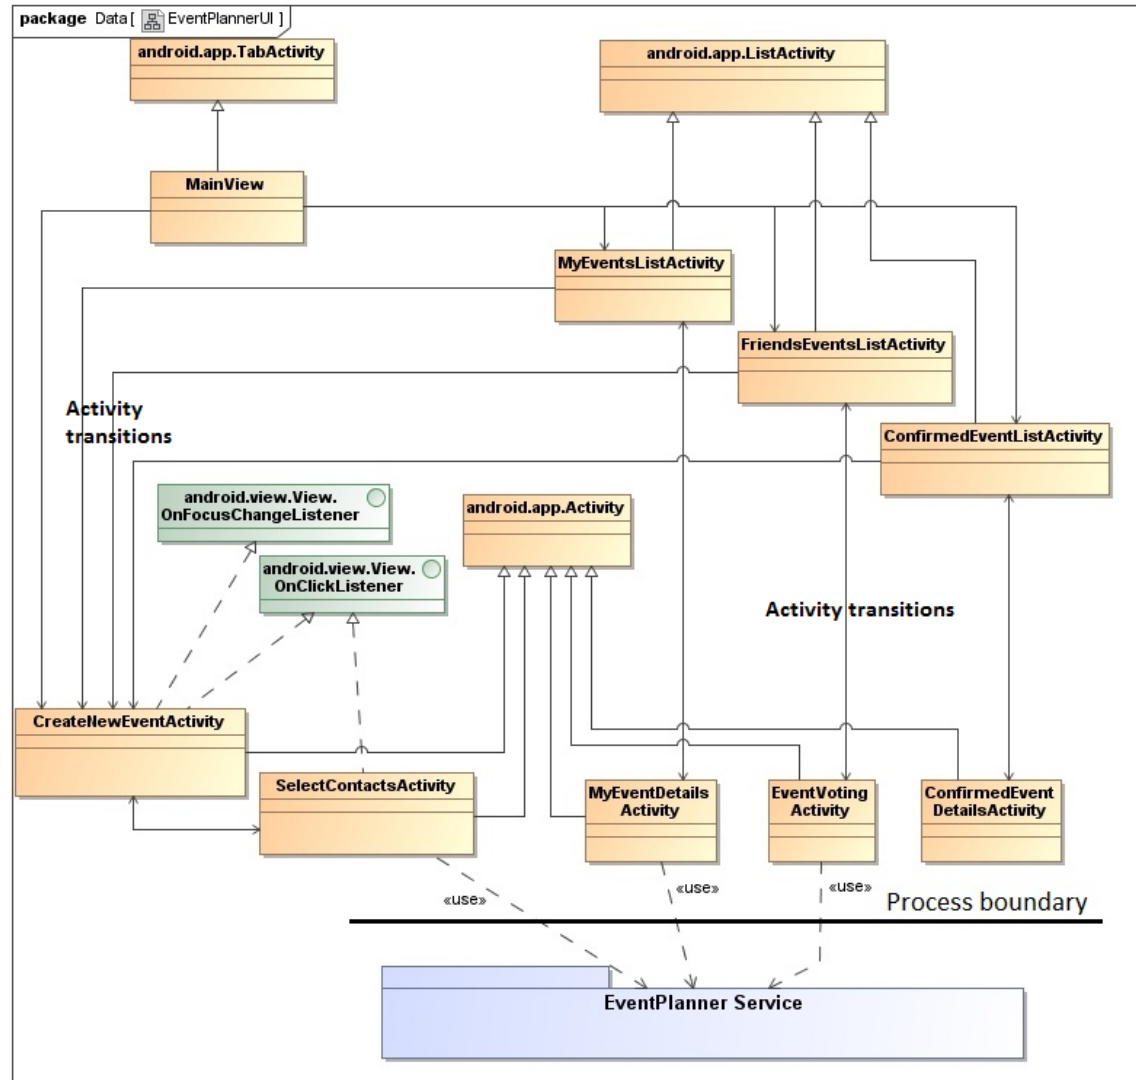 package Data [ EventPlannerUI ]
android.app.TabActivity
android.app.ListActivity
MainView
MyEventsListActivity
FriendsEventsListActivity
Activity
transitions
ConfirmedEventListActivity
android.view.View.
OnFocusChangeListener
android.app.Activity
android.view.View.
OnClickListener
Activity transitions
CreateNewEventActivity
SelectContactsActivity
MyEventDetails
Activity
EventVoting
Activity
ConfirmedEvent
DetailsActivity
«use»
«use»
«use»
Process boundary
EventPlanner Service